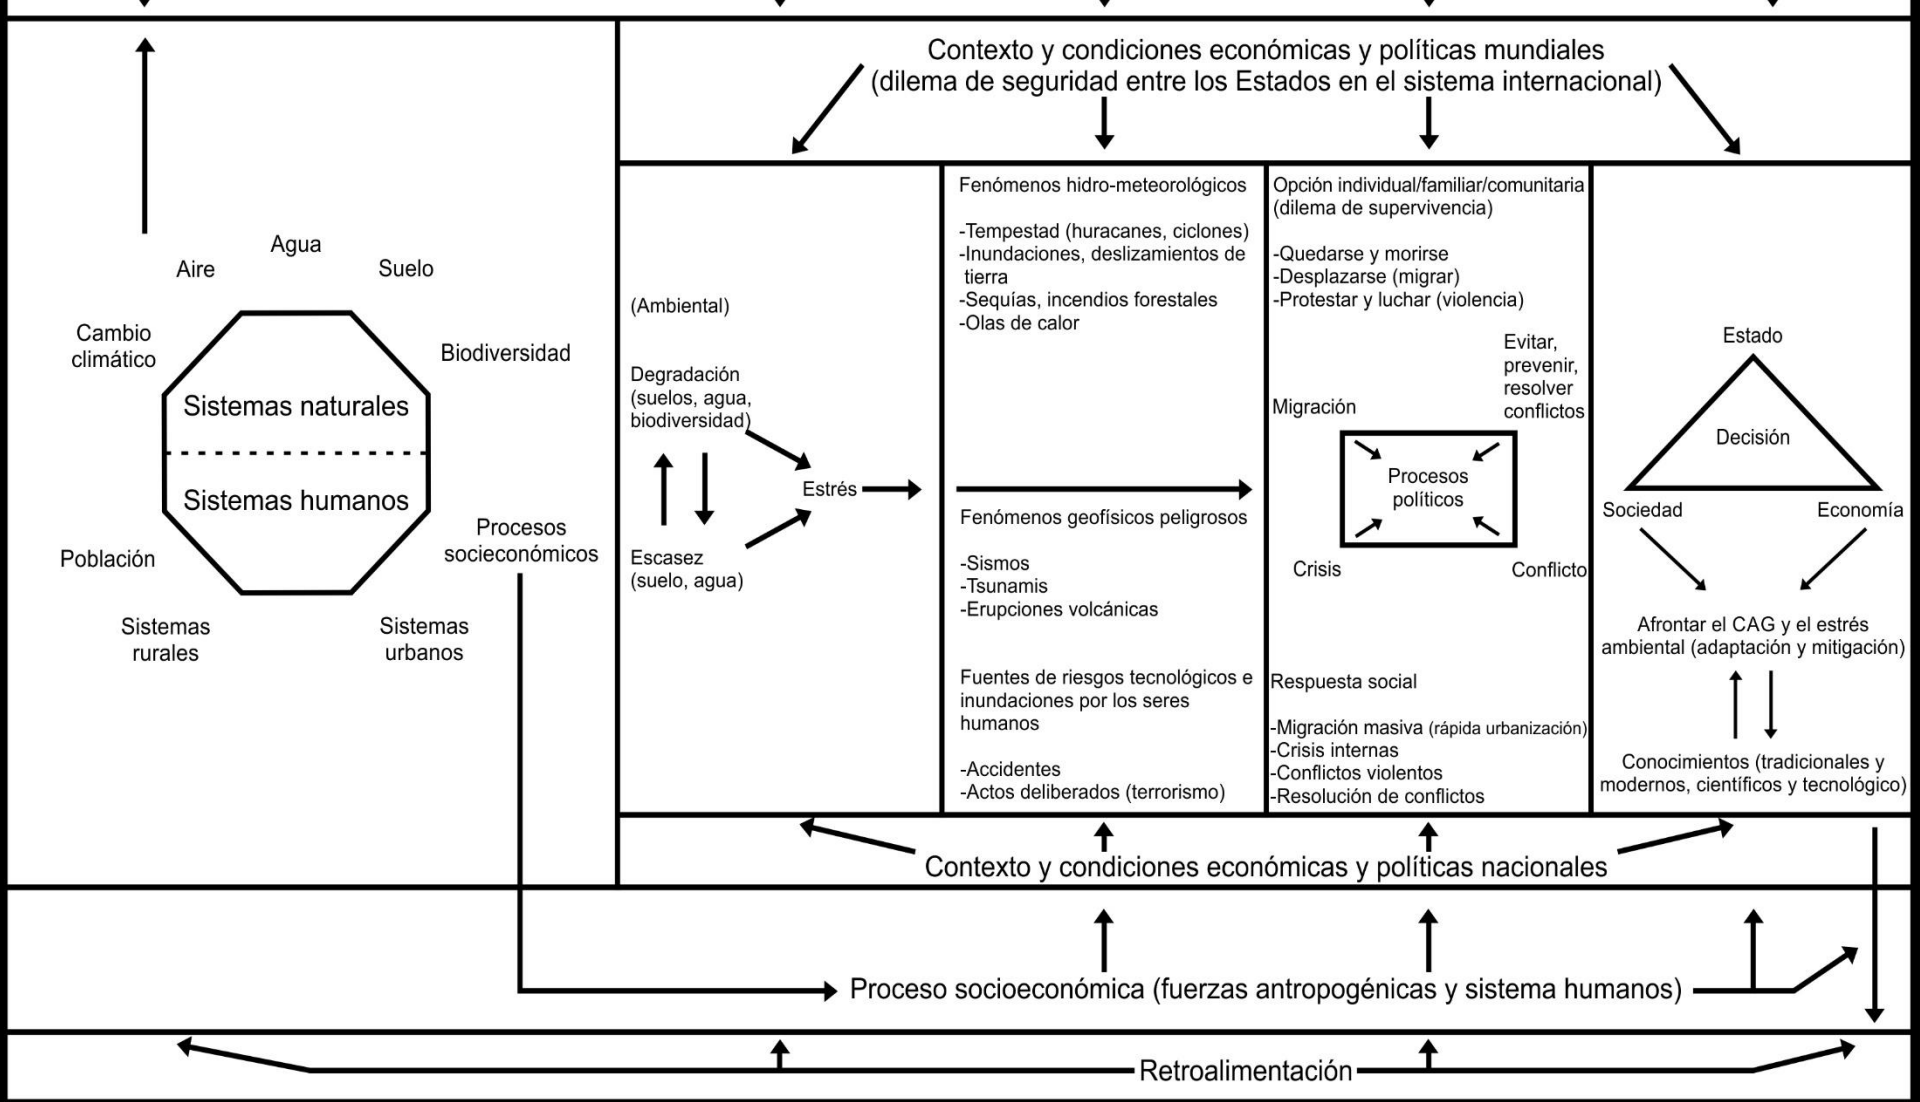 Contexto y condiciones económicas y políticas mundiales
(dilema de seguridad entre los Estados en el sistema internacional)
Agua
Aire
Suelo
Cambio
climático
Biodiversidad
Sistemas naturales
Sistemas humanos
Procesos
socieconómicos
Población
Sistemas
rurales
Sistemas
urbanos
(Ambiental)
Degradación
(suelos, agua,
biodiversidad)
Estrés
Escasez
(suelo, agua)
Fenómenos hidro-meteorológicos
-Tempestad (huracanes, ciclones)
-Inundaciones, deslizamientos de
tierra
-Sequías, incendios forestales
-Olas de calor
Fenómenos geofísicos peligrosos
-Sismos
-Tsunamis
-Erupciones volcánicas
Fuentes de riesgos tecnológicos e
inundaciones por los seres
humanos
-Accidentes
-Actos deliberados (terrorismo)
Opción individual/familiar/comunitaria
(dilema de supervivencia)
-Quedarse y morirse
-Desplazarse (migrar)
-Protestar y luchar (violencia)
Evitar,
prevenir,
resolver
conflictos
Migración
Procesos
políticos
Crisis
Conflicto
Respuesta social
-Migración masiva (rápida urbanización)
-Crisis internas
-Conflictos violentos
-Resolución de conflictos
Estado
Decisión
Sociedad
Economía
Afrontar el CAG y el estrés
ambiental (adaptación y mitigación)
Conocimientos (tradicionales y
modernos, científicos y tecnológico)
Contexto y condiciones económicas y políticas nacionales
Proceso socioeconómica (fuerzas antropogénicas y sistema humanos)
Retroalimentación